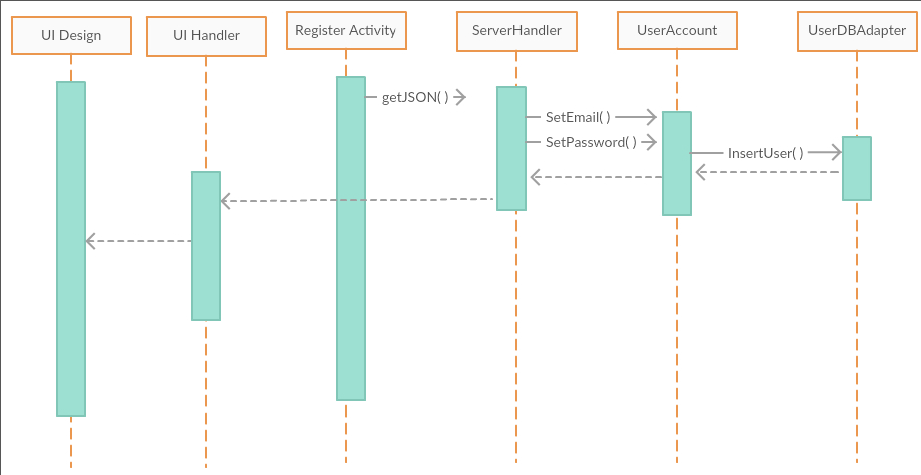 UI Design
UI Handler
Register Activity
ServerHandler
UserAccount
UserDBAdapter
getJSON( )
SetEmail( )
SetPassword( )
InsertUser( )